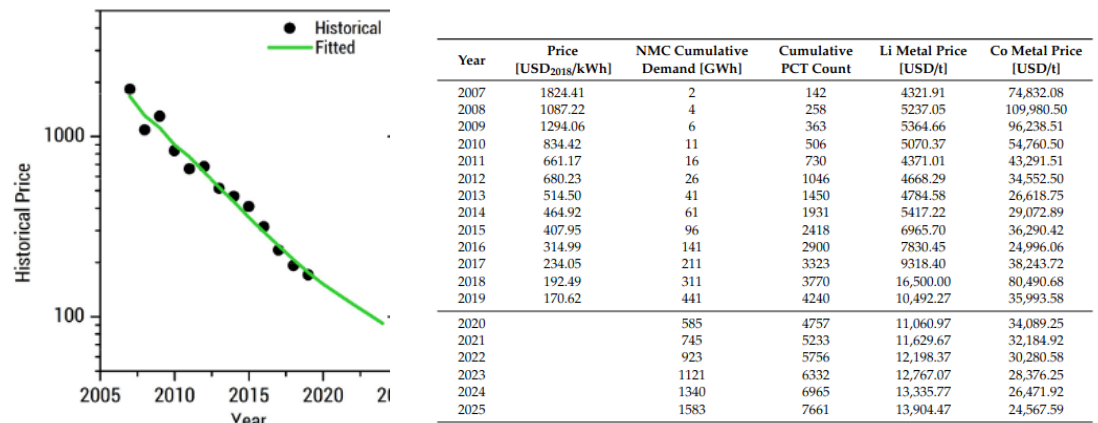 Historical
Fitted
1000
100
Historical Price
2005 2010 2015 2020 2
Year
Year Price [USD2018/kWh] NMC Cumulative Demand [GWh] Cumulative PCT Count Li Metal Price [USD/t] Co Metal Price [USD/t]
2007 1824.41 2 142 4321.91 74,832.08
2008 1087.22 4 258 5237.05 109,980.50
2009 1294.06 6 363 5364.66 96,238.51
2010 834.42 11 506 5070.37 54,760.50
2011 661.17 16 730 4371.01 43,291.51
2012 680.23 26 1046 4668.29 34,552.50
2013 514.50 41 1450 4784.58 26,618.75
2014 464.92 61 1931 5417.22 29,072.89
2015 407.95 96 2418 6965.70 36,290.42
2016 314.99 141 2900 7830.45 24,996.06
2017 234.05 211 3323 9318.40 38,243.72
2018 192.49 311 3770 16,500.00 80,490.68
2019 170.62 441 4240 10,492.27 35,993.58
2020 585 4757 11,060.97 34,089.25
2021 745 5233 11,629.67 32,184.92
2022 923 5756 12,198.37 30,280.58
2023 1121 6332 12,767.07 28,376.25
2024 1340 6965 13,335.77 26,471.92
2025 1583 7661 13,904.47 24,567.59